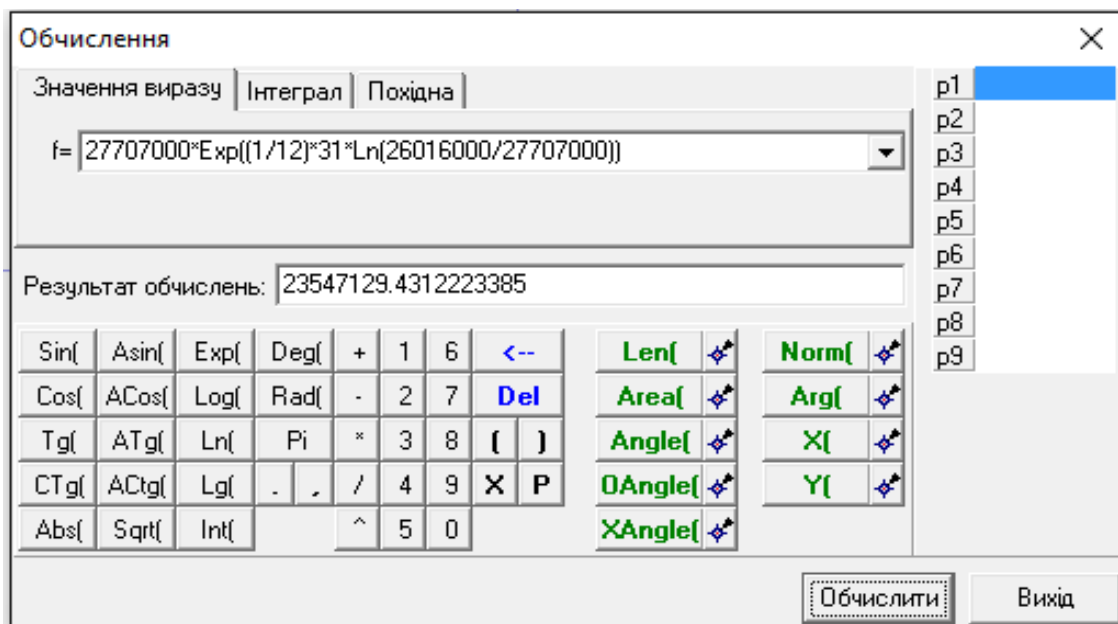 Обчислення
Значення виразу Інтеграл Похідна
f= 27707000*Exp((1/12)*31*Ln(26016000/27707000))
Результат обчислень: 23547129.4312223385
Sin( Asin( Exp( Deg( + 1 6 <-- Len( Norm(
Cos( ACos( Log( Rad( - 2 7 Del Area( Arg(
Tg( ATg( Ln( Pi * 3 8 ( ) Angle( X(
CTg( ACtg( Lg( . , / 4 9 X P OAngle( Y(
Abs( Sqrt( Int( ^ 5 0 XAngle(
p1
p2
p3
p4
p5
p6
p7
p8
p9
Обчислити Вихід